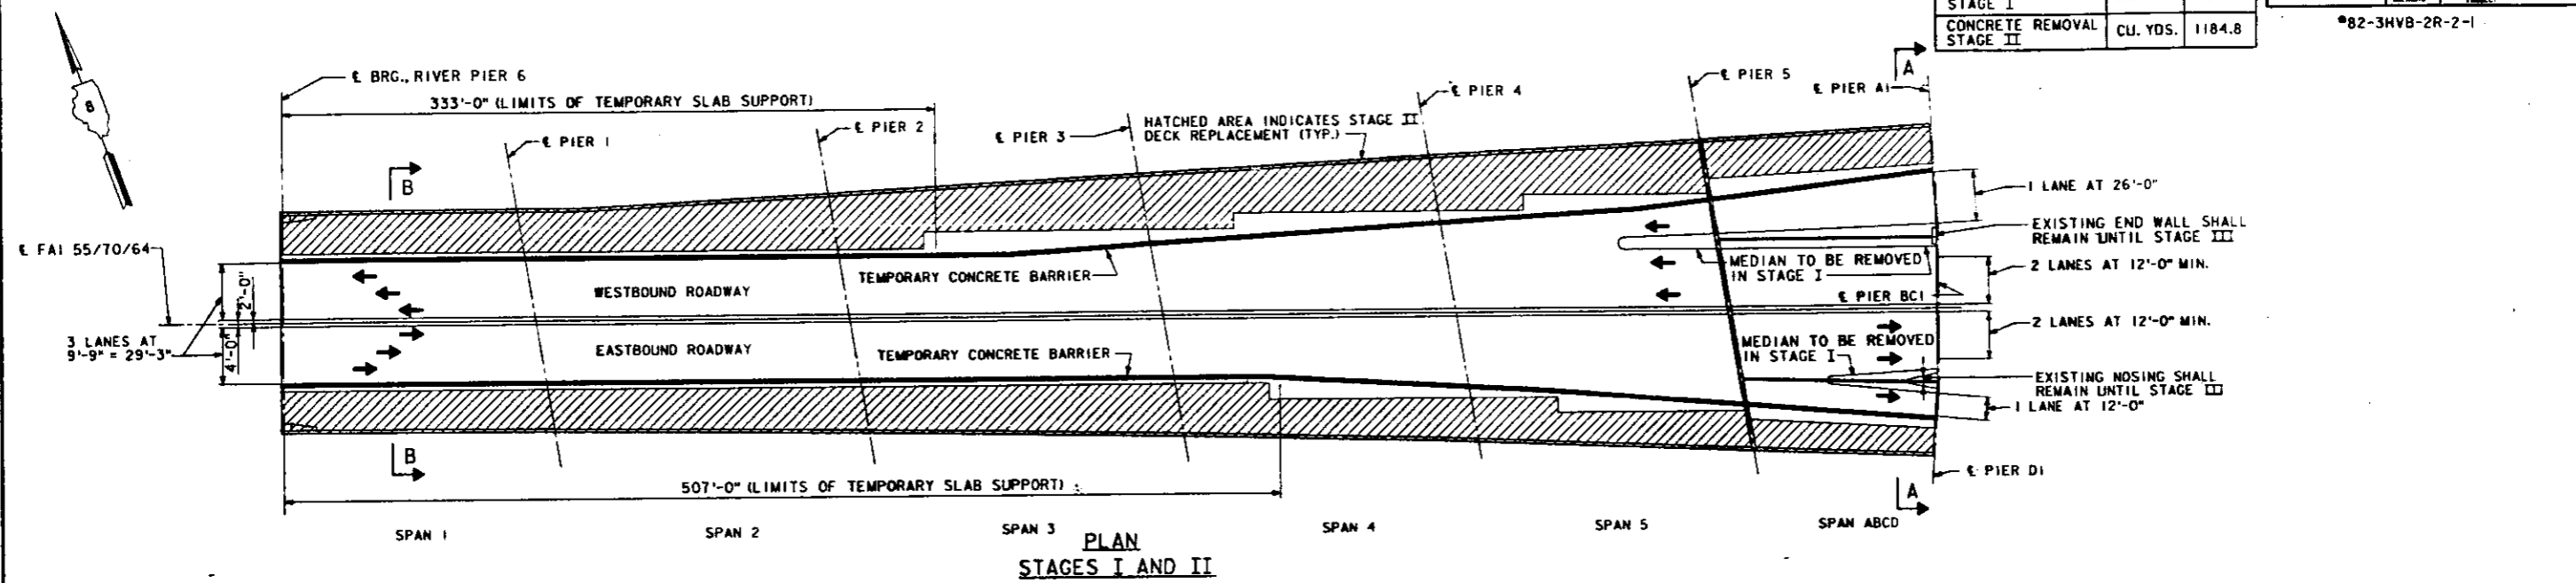 STAGE I
CONCRETE REMOVAL CU. YDS. 1184.8
STAGE II
*82-3HVB-2R-2-1
℄ BRG., RIVER PIER 6
333'-0" (LIMITS OF TEMPORARY SLAB SUPPORT)
℄ PIER 1
℄ PIER 2
℄ PIER 3
HATCHED AREA INDICATES STAGE II
DECK REPLACEMENT (TYP.)
℄ PIER 4
℄ PIER 5
℄ PIER A1
A
B
8
1 LANE AT 26'-0"
EXISTING END WALL SHALL
REMAIN UNTIL STAGE III
℄ FAI 55/70/64
MEDIAN TO BE REMOVED
IN STAGE I
2 LANES AT 12'-0" MIN.
TEMPORARY CONCRETE BARRIER
WESTBOUND ROADWAY
℄ PIER BC1
2'-0"
4'-0"
3 LANES AT
9'-9" = 29'-3"
2 LANES AT 12'-0" MIN.
EASTBOUND ROADWAY
TEMPORARY CONCRETE BARRIER
MEDIAN TO BE REMOVED
IN STAGE I
EXISTING NOSING SHALL
REMAIN UNTIL STAGE III
1 LANE AT 12'-0"
B
℄ PIER D1
A
507'-0" (LIMITS OF TEMPORARY SLAB SUPPORT)
SPAN 1
SPAN 2
SPAN 3
SPAN 4
SPAN 5
SPAN ABCD
PLAN
STAGES I AND II